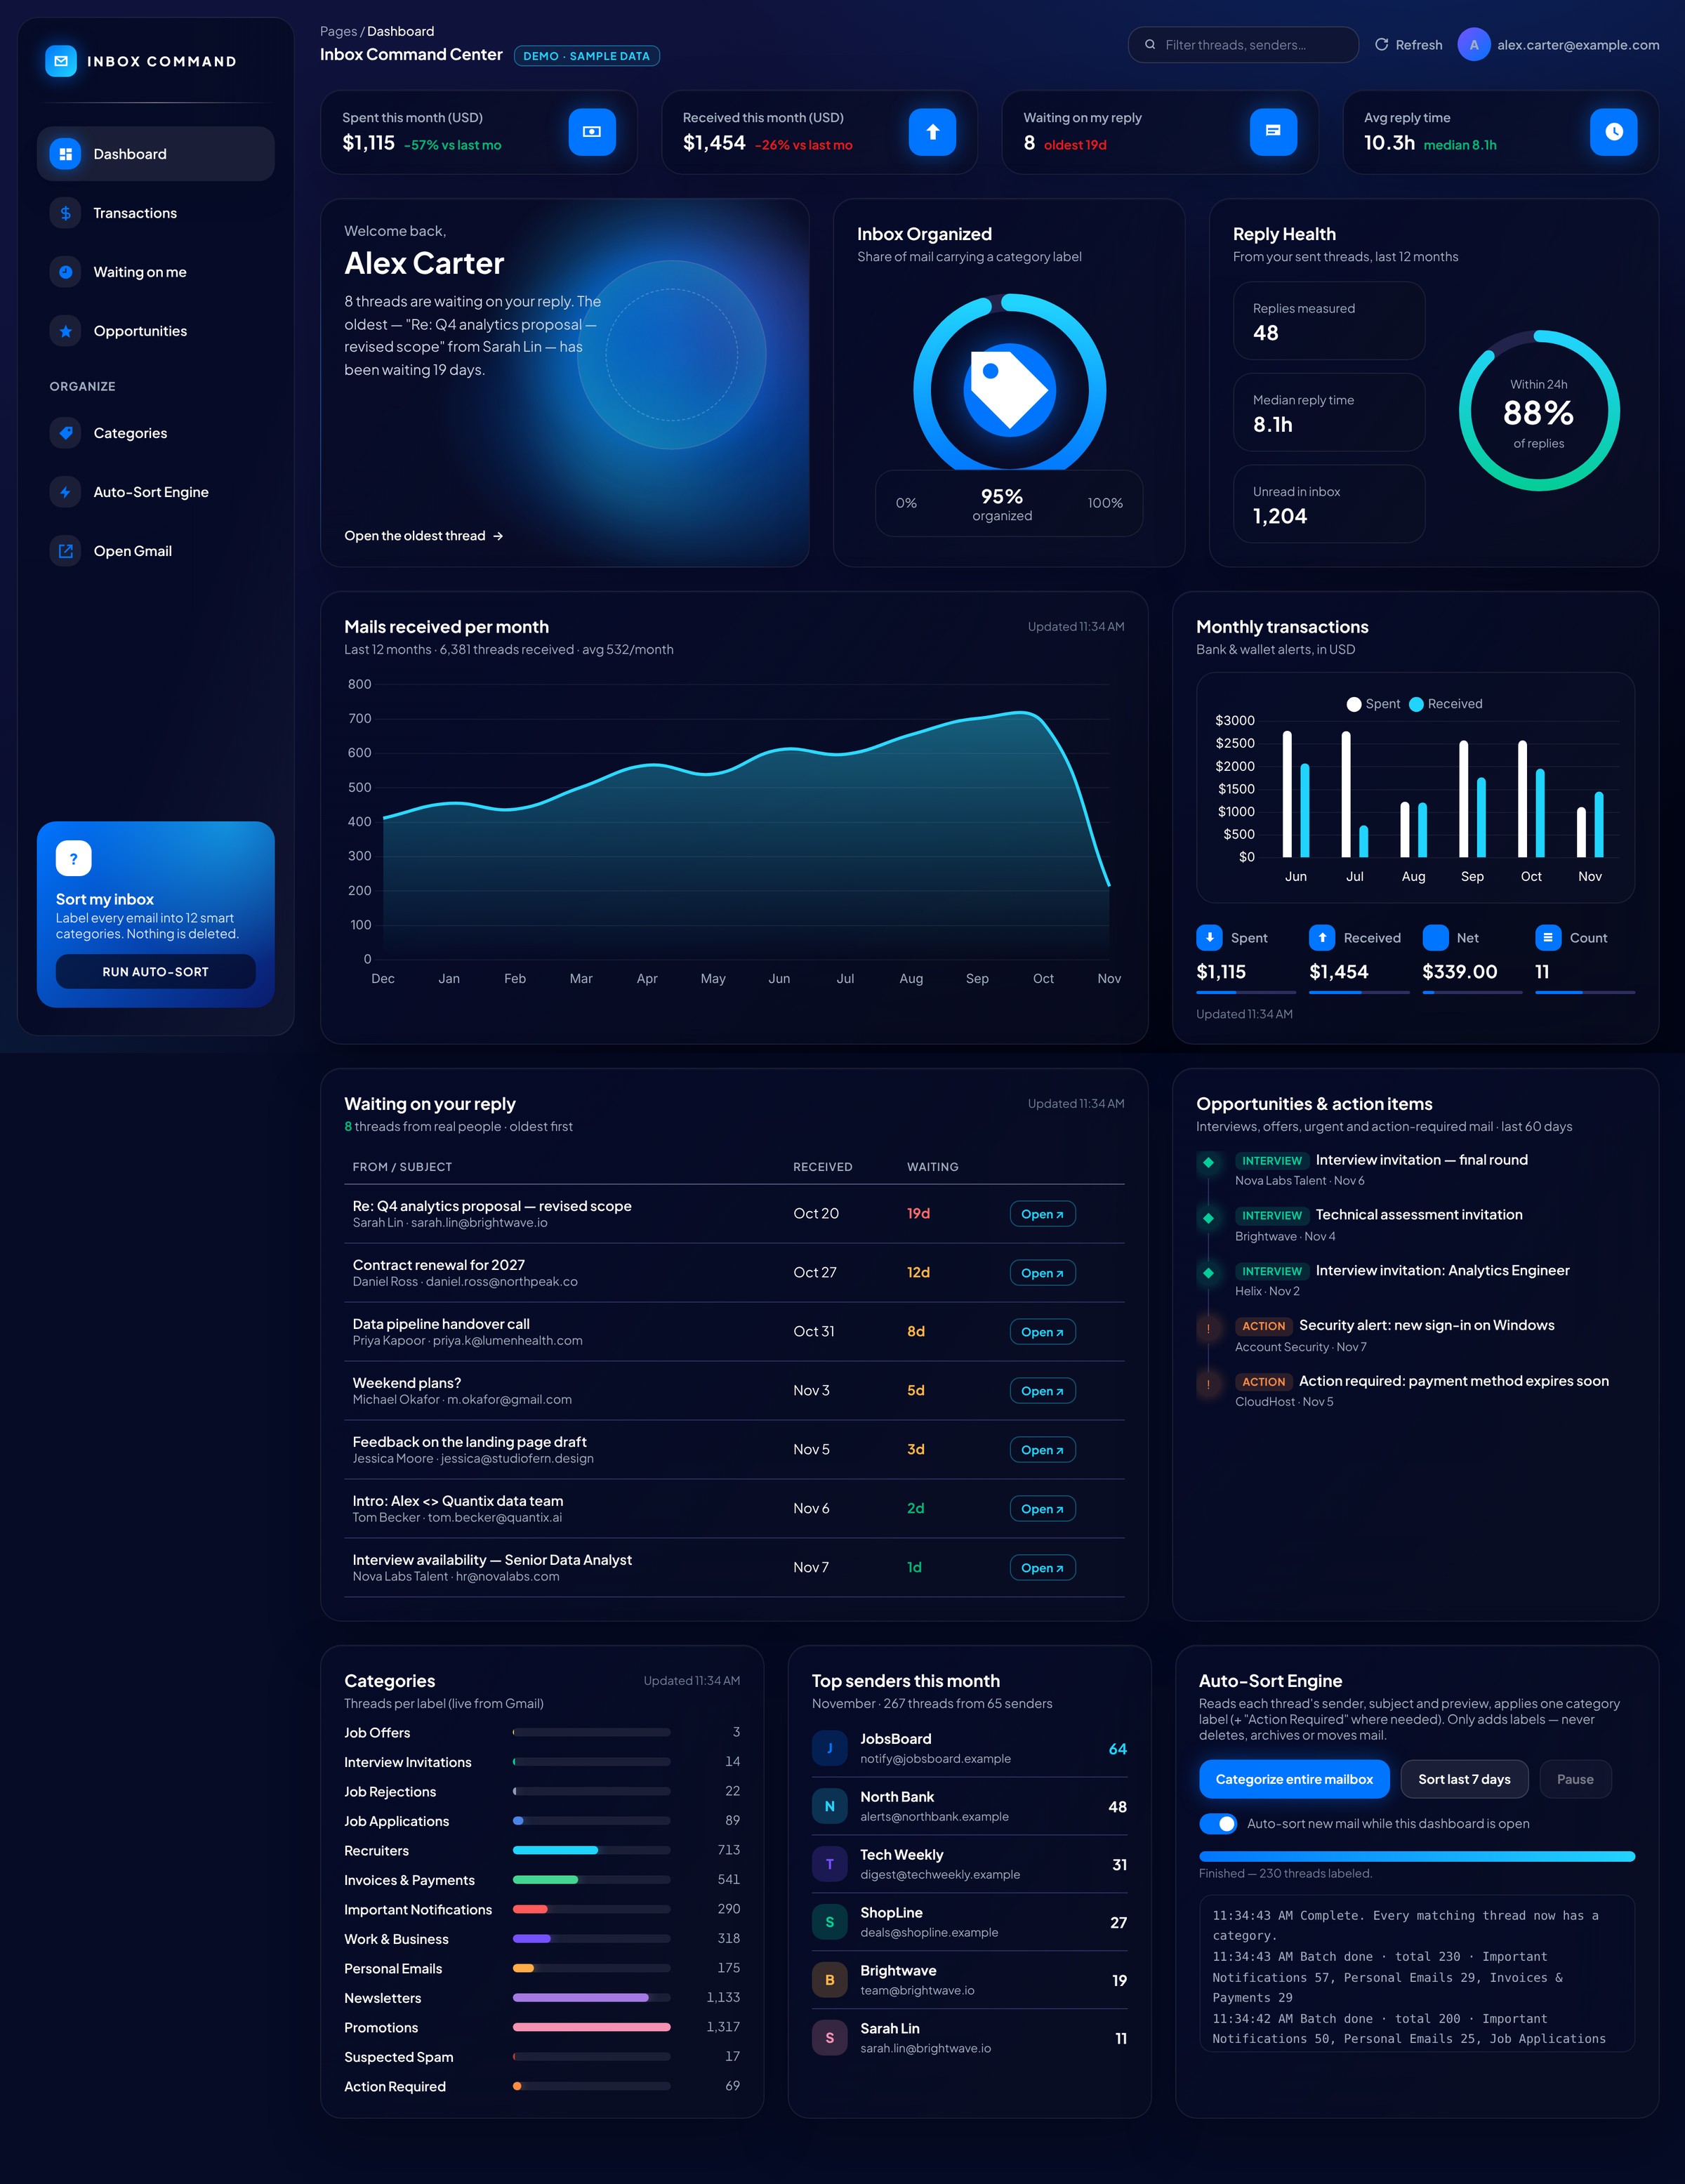 INBOX COMMAND
Dashboard
Transactions
Waiting on me
Opportunities
ORGANIZE
Categories
Auto-Sort Engine
Open Gmail
?
Sort my inbox
Label every email into 12 smart
categories. Nothing is deleted.
RUN AUTO-SORT
Pages / Dashboard
Inbox Command Center DEMO · SAMPLE DATA
Filter threads, senders...
Refresh
A
alex.carter@example.com
Spent this month (USD)
$1,115 -57% vs last mo
Received this month (USD)
$1,454 -26% vs last mo
Waiting on my reply
8 oldest 19d
Avg reply time
10.3h median 8.1h
Welcome back,
Alex Carter
8 threads are waiting on your reply. The
oldest — "Re: Q4 analytics proposal —
revised scope" from Sarah Lin — has
been waiting 19 days.
Open the oldest thread →
Inbox Organized
Share of mail carrying a category label
0% 95% 100%
organized
Reply Health
From your sent threads, last 12 months
Replies measured
48
Median reply time
8.1h
Unread in inbox
1,204
Within 24h
88%
of replies
Mails received per month Updated 11:34 AM
Last 12 months · 6,381 threads received · avg 532/month
800
700
600
500
400
300
200
100
0
Dec Jan Feb Mar Apr May Jun Jul Aug Sep Oct Nov
Monthly transactions
Bank & wallet alerts, in USD
Spent Received
$3000
$2500
$2000
$1500
$1000
$500
$0
Jun Jul Aug Sep Oct Nov
Spent Received Net Count
$1,115 $1,454 $339.00 11
Updated 11:34 AM
Waiting on your reply Updated 11:34 AM
8 threads from real people · oldest first
FROM / SUBJECT RECEIVED WAITING
Re: Q4 analytics proposal — revised scope Oct 20 19d Open ↗
Sarah Lin · sarah.lin@brightwave.io
Contract renewal for 2027 Oct 27 12d Open ↗
Daniel Ross · daniel.ross@northpeak.co
Data pipeline handover call Oct 31 8d Open ↗
Priya Kapoor · priya.k@lumenhealth.com
Weekend plans? Nov 3 5d Open ↗
Michael Okafor · m.okafor@gmail.com
Feedback on the landing page draft Nov 5 3d Open ↗
Jessica Moore · jessica@studiofern.design
Intro: Alex <> Quantix data team Nov 6 2d Open ↗
Tom Becker · tom.becker@quantix.ai
Interview availability — Senior Data Analyst Nov 7 1d Open ↗
Nova Labs Talent · hr@novalabs.com
Opportunities & action items
Interviews, offers, urgent and action-required mail · last 60 days
INTERVIEW Interview invitation — final round
Nova Labs Talent · Nov 6
INTERVIEW Technical assessment invitation
Brightwave · Nov 4
INTERVIEW Interview invitation: Analytics Engineer
Helix · Nov 2
! ACTION Security alert: new sign-in on Windows
Account Security · Nov 7
! ACTION Action required: payment method expires soon
CloudHost · Nov 5
Categories Updated 11:34 AM
Threads per label (live from Gmail)
Job Offers 3
Interview Invitations 14
Job Rejections 22
Job Applications 89
Recruiters 713
Invoices & Payments 541
Important Notifications 290
Work & Business 318
Personal Emails 175
Newsletters 1,133
Promotions 1,317
Suspected Spam 17
Action Required 69
Top senders this month
November · 267 threads from 65 senders
J JobsBoard 64
notify@jobsboard.example
N North Bank 48
alerts@northbank.example
T Tech Weekly 31
digest@techweekly.example
S ShopLine 27
deals@shopline.example
B Brightwave 19
team@brightwave.io
S Sarah Lin 11
sarah.lin@brightwave.io
Auto-Sort Engine
Reads each thread's sender, subject and preview, applies one category
label (+ "Action Required" where needed). Only adds labels — never
deletes, archives or moves mail.
Categorize entire mailbox Sort last 7 days Pause
Auto-sort new mail while this dashboard is open
Finished — 230 threads labeled.
11:34:43 AM Complete. Every matching thread now has a
category.
11:34:43 AM Batch done · total 230 · Important
Notifications 57, Personal Emails 29, Invoices &
Payments 29
11:34:42 AM Batch done · total 200 · Important
Notifications 50, Personal Emails 25, Job Applications